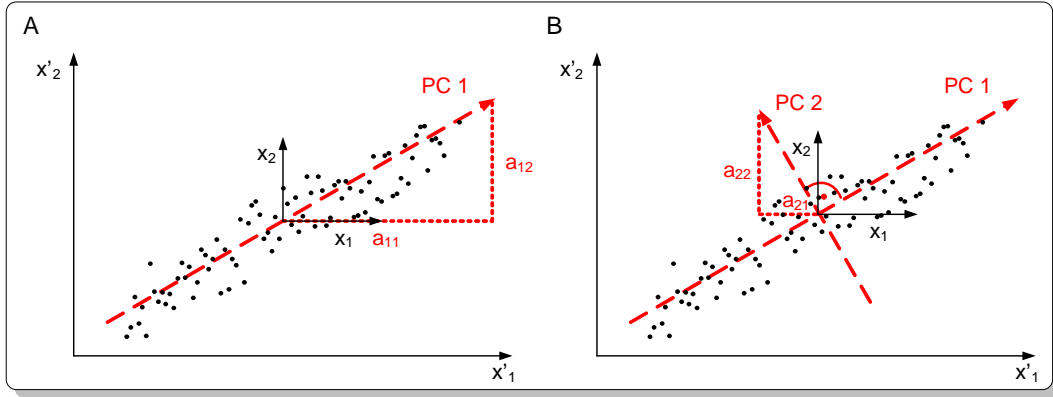 A
x'₂
PC 1
x₂
a₁₂
x₁
a₁₁
x'₁
B
x'₂
PC 2
PC 1
x₂
a₂₂
a₂₁
x₁
x'₁